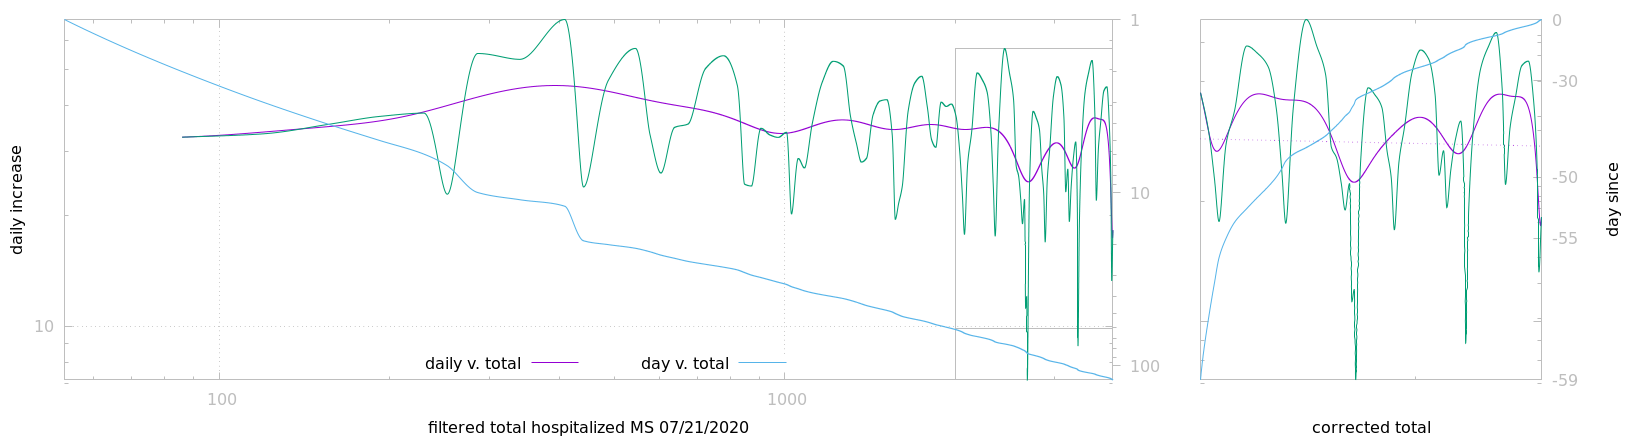 daily increase
10
100
1000
1
10
100
daily v. total
day v. total
filtered total hospitalized MS 07/21/2020
0
-30
-50
-55
-59
day since
corrected total